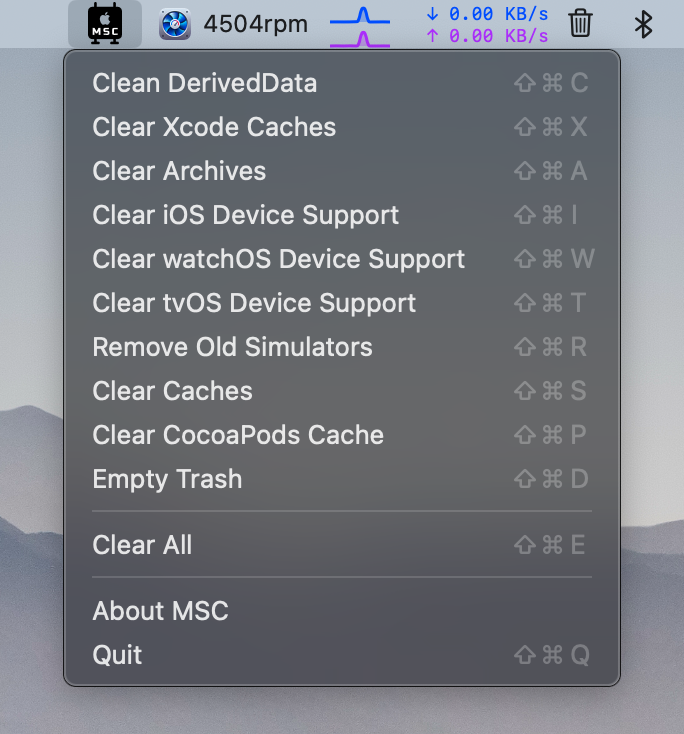 MSC
4504rpm
↓ 0.00 KB/s
↑ 0.00 KB/s
Clean DerivedData ⇧⌘C
Clear Xcode Caches ⇧⌘X
Clear Archives ⇧⌘A
Clear iOS Device Support ⇧⌘I
Clear watchOS Device Support ⇧⌘W
Clear tvOS Device Support ⇧⌘T
Remove Old Simulators ⇧⌘R
Clear Caches ⇧⌘S
Clear CocoaPods Cache ⇧⌘P
Empty Trash ⇧⌘D
Clear All ⇧⌘E
About MSC
Quit ⇧⌘Q